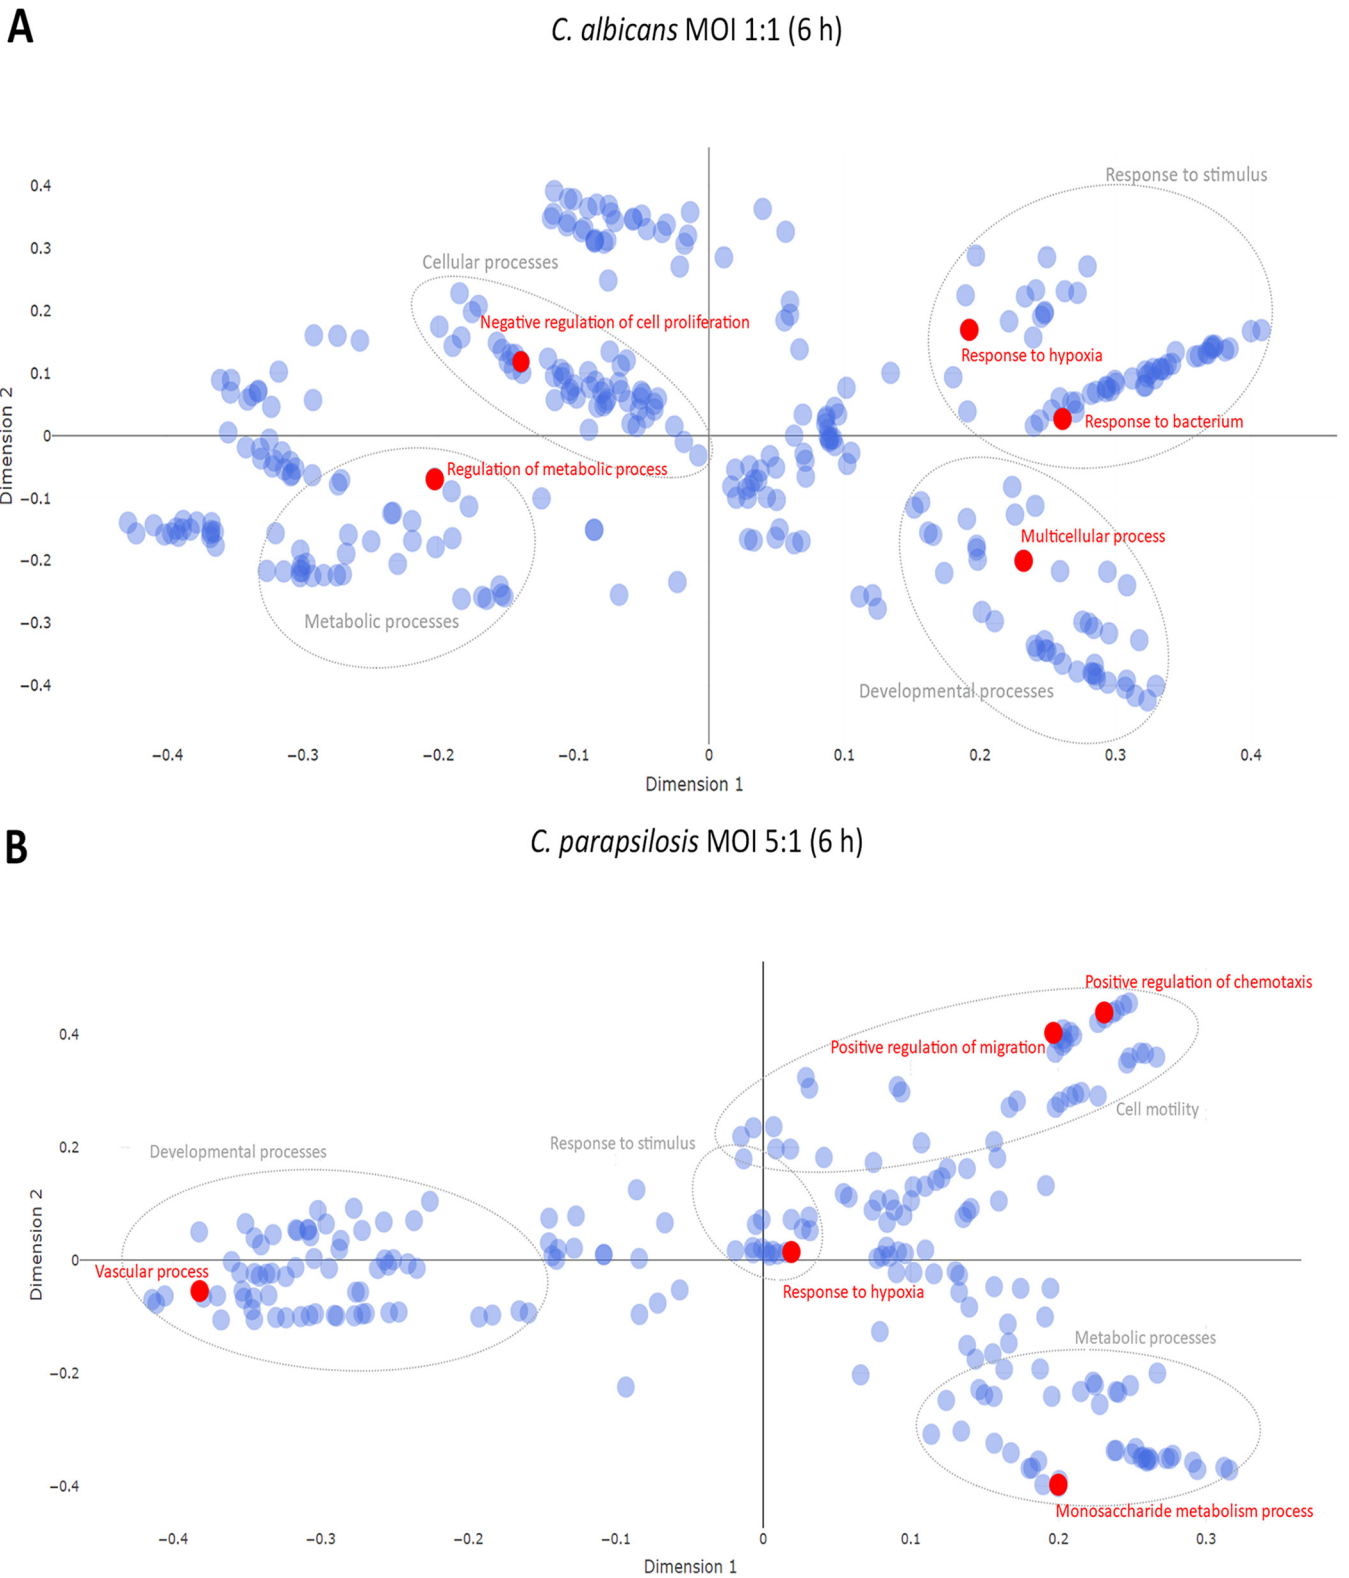 A
C. albicans MOI 1:1 (6 h)
Response to stimulus
0.4
0.3
Cellular processes
0.2
Negative regulation of cell proliferation
Response to hypoxia
0.1
Response to bacterium
Dimension 2
0
Regulation of metabolic process
−0.1
Multicellular process
−0.2
Metabolic processes
−0.3
Developmental processes
−0.4
−0.4 −0.3 −0.2 −0.1 0 0.1 0.2 0.3 0.4
Dimension 1
B
C. parapsilosis MOI 5:1 (6 h)
Positive regulation of chemotaxis
0.4
Positive regulation of migration
Cell motility
Response to stimulus
0.2
Developmental processes
Dimension 2
0
Vascular process
Response to hypoxia
Metabolic processes
−0.2
−0.4
Monosaccharide metabolism process
−0.4 −0.3 −0.2 −0.1 0 0.1 0.2 0.3
Dimension 1